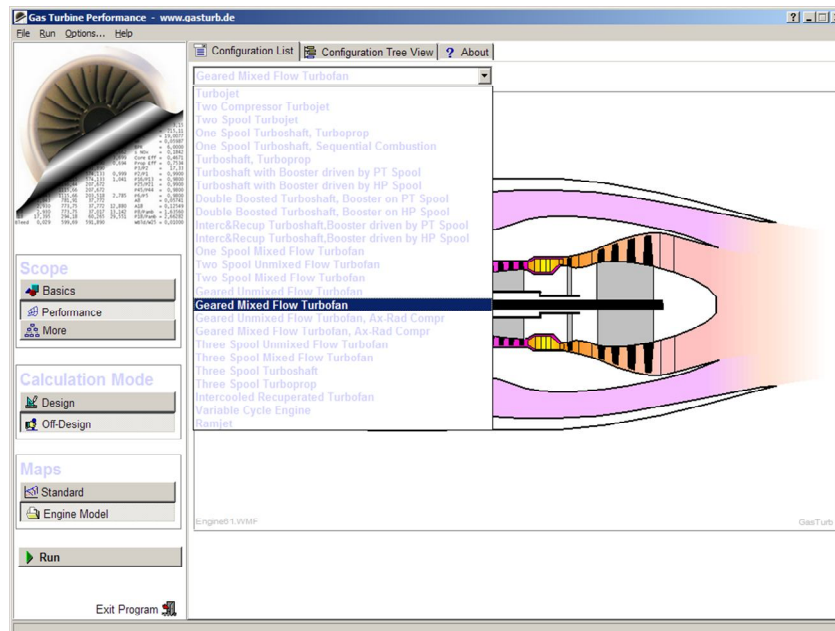 Gas Turbine Performance - www.gasturb.de
File Run Options... Help
Configuration List Configuration Tree View ? About
Geared Mixed Flow Turbofan
Turbojet
Two Compressor Turbojet
Two Spool Turbojet
One Spool Turboshaft, Turboprop
One Spool Turboshaft, Sequential Combustion
Turboshaft, Turboprop
Turboshaft with Booster driven by PT Spool
Turboshaft with Booster driven by HP Spool
Double Boosted Turboshaft, Booster on PT Spool
Double Boosted Turboshaft, Booster on HP Spool
Interc&Recup Turboshaft,Booster driven by PT Spool
Interc&Recup Turboshaft,Booster driven by HP Spool
One Spool Mixed Flow Turbofan
Two Spool Unmixed Flow Turbofan
Two Spool Mixed Flow Turbofan
Geared Unmixed Flow Turbofan
Geared Mixed Flow Turbofan
Geared Unmixed Flow Turbofan, Ax-Rad Compr
Geared Mixed Flow Turbofan, Ax-Rad Compr
Three Spool Unmixed Flow Turbofan
Three Spool Mixed Flow Turbofan
Three Spool Turboshaft
Three Spool Turboprop
Intercooled Recuperated Turbofan
Variable Cycle Engine
Ramjet
Scope
Basics
Performance
More
Calculation Mode
Design
Off-Design
Maps
Standard
Engine Model
Run
Exit Program
Engine61.WMF
GasTurb